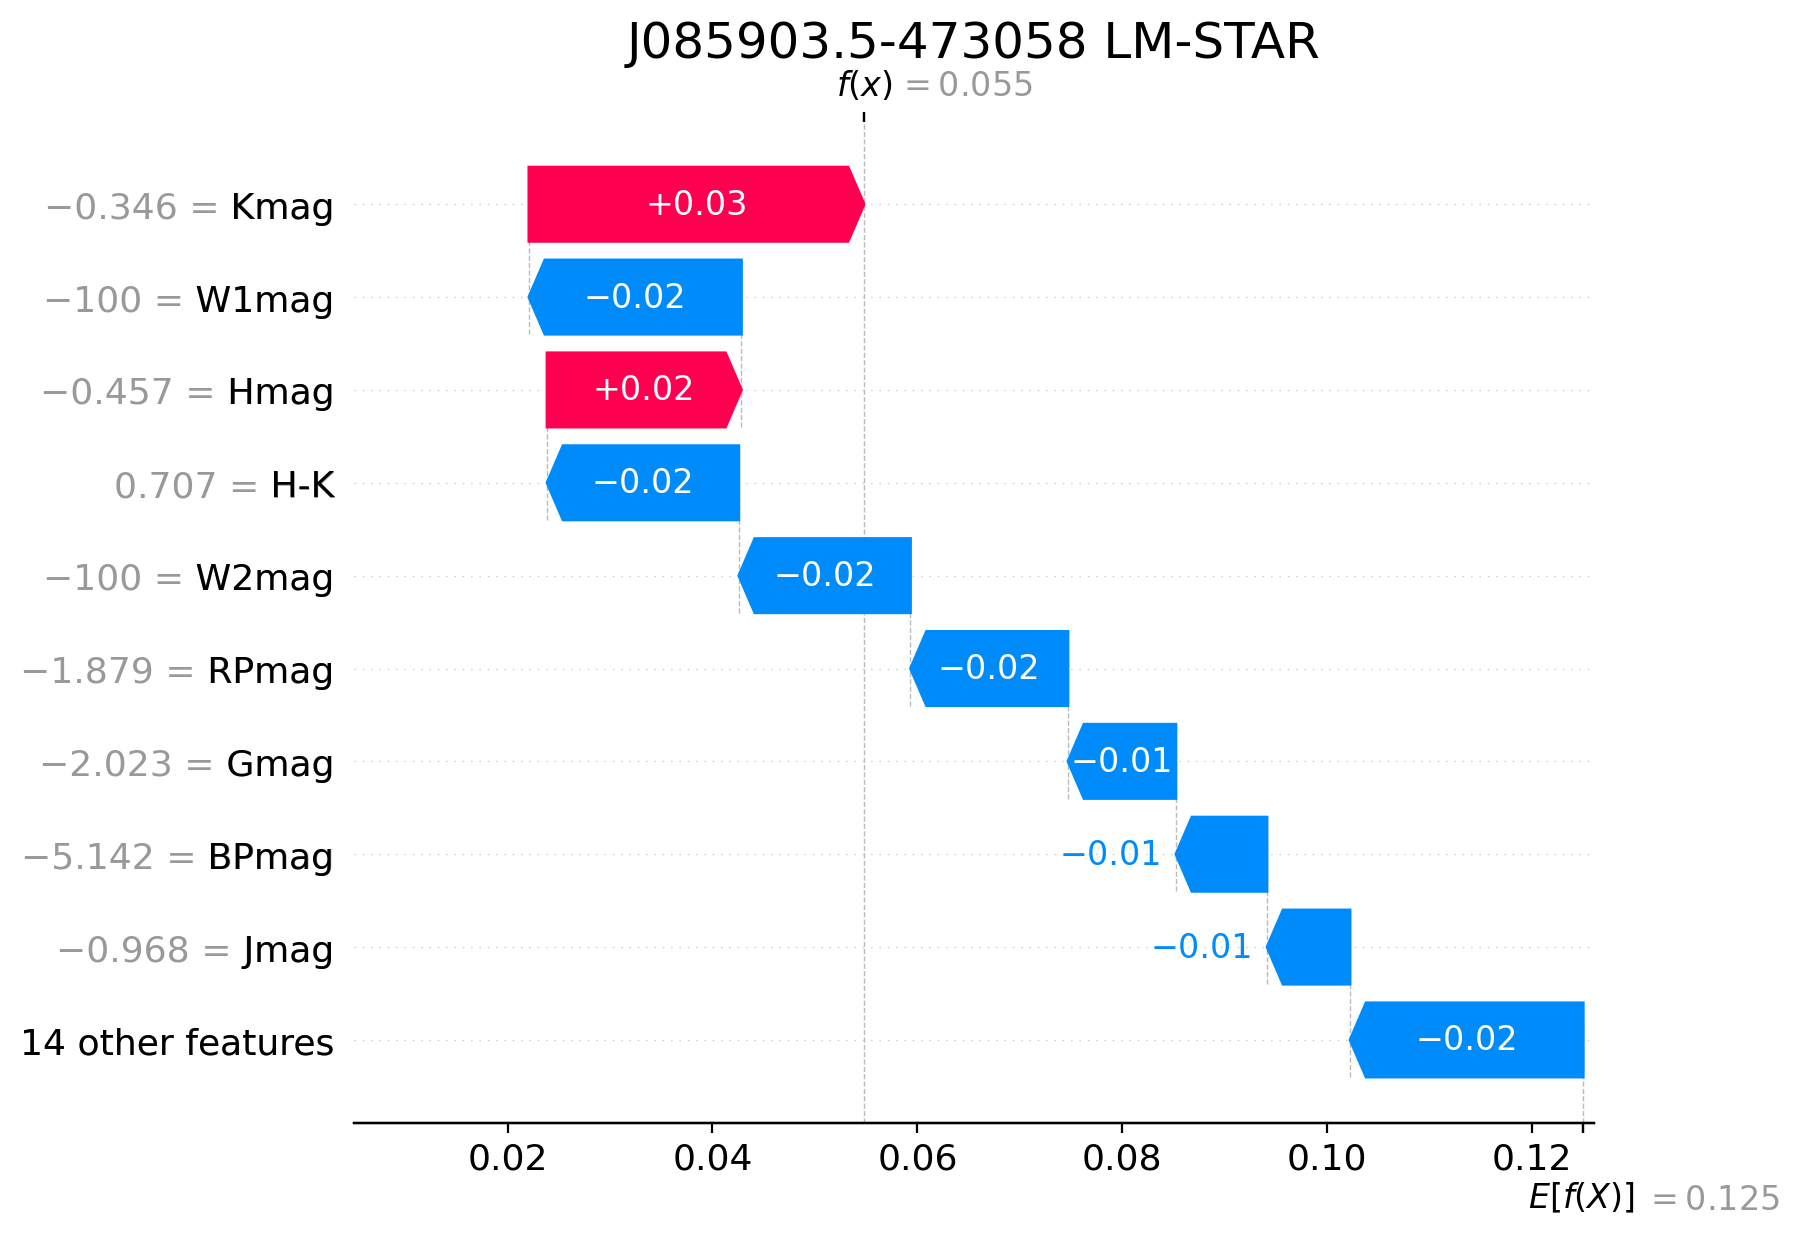 J085903.5-473058 LM-STAR
f(x) = 0.055
−0.346 = Kmag +0.03
−100 = W1mag −0.02
−0.457 = Hmag +0.02
0.707 = H-K −0.02
−100 = W2mag −0.02
−1.879 = RPmag −0.02
−2.023 = Gmag −0.01
−5.142 = BPmag −0.01
−0.968 = Jmag −0.01
14 other features −0.02
0.02 0.04 0.06 0.08 0.10 0.12
E[f(X)] = 0.125